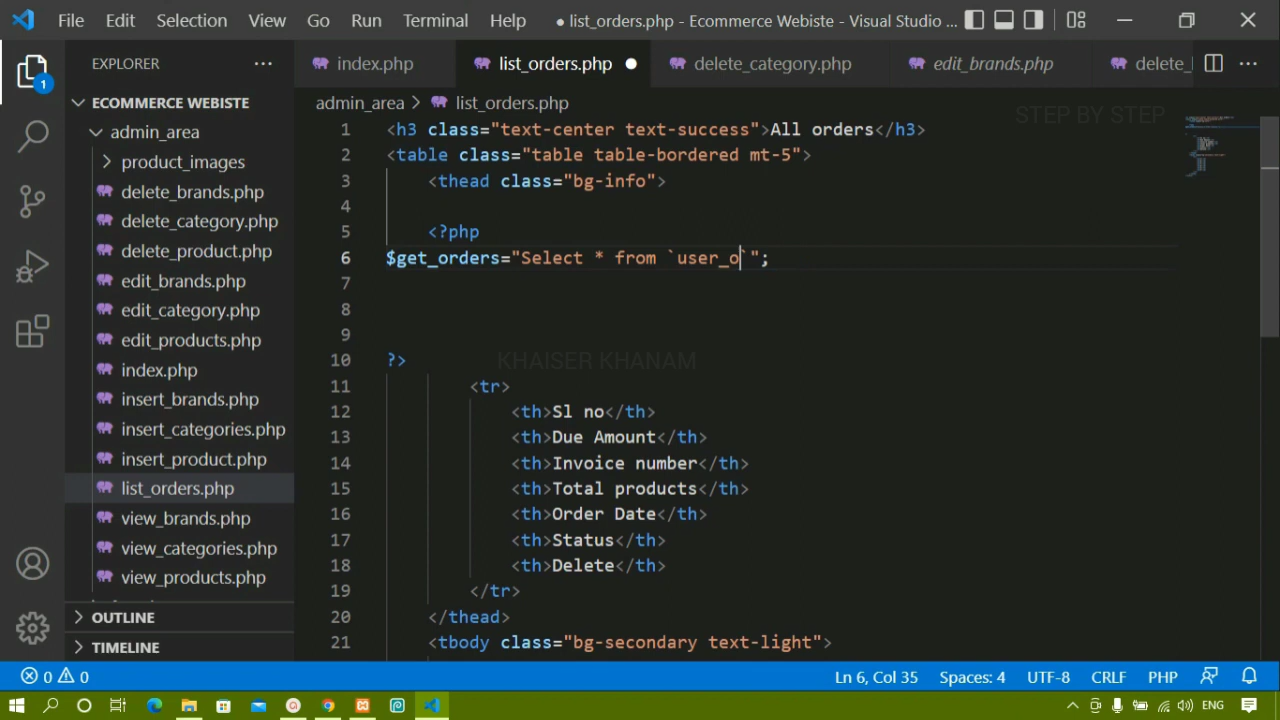 File Edit Selection View Go Run Terminal Help
● list_orders.php - Ecommerce Webiste - Visual Studio ...
EXPLORER
index.php
list_orders.php
delete_category.php
edit_brands.php
delete_
ECOMMERCE WEBISTE
admin_area
product_images
delete_brands.php
delete_category.php
delete_product.php
edit_brands.php
edit_category.php
edit_products.php
index.php
insert_brands.php
insert_categories.php
insert_product.php
list_orders.php
view_brands.php
view_categories.php
view_products.php
OUTLINE
TIMELINE
1
admin_area > list_orders.php
STEP BY STEP
1 <h3 class="text-center text-success">All orders</h3>
2 <table class="table table-bordered mt-5">
3 <thead class="bg-info">
4
5 <?php
6 $get_orders="Select * from `user_o`";
7
8
9
10 ?>
KHAISER KHANAM
11 <tr>
12 <th>Sl no</th>
13 <th>Due Amount</th>
14 <th>Invoice number</th>
15 <th>Total products</th>
16 <th>Order Date</th>
17 <th>Status</th>
18 <th>Delete</th>
19 </tr>
20 </thead>
21 <tbody class="bg-secondary text-light">
0 0
Ln 6, Col 35 Spaces: 4 UTF-8 CRLF PHP
ENG